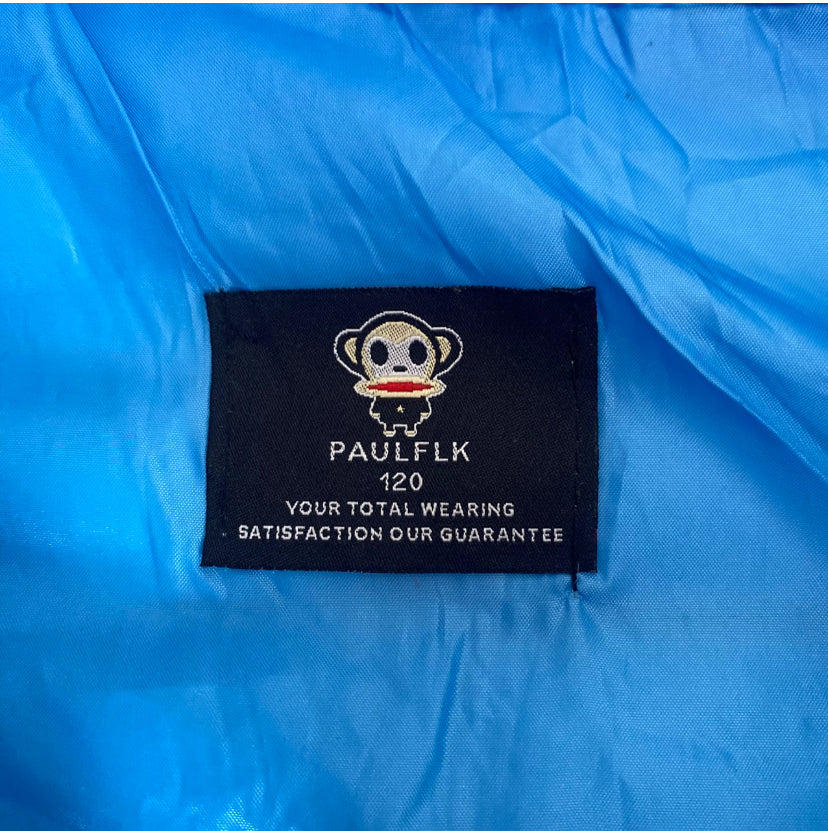 PAULFLK
120
YOUR TOTAL WEARING
SATISFACTION OUR GUARANTEE